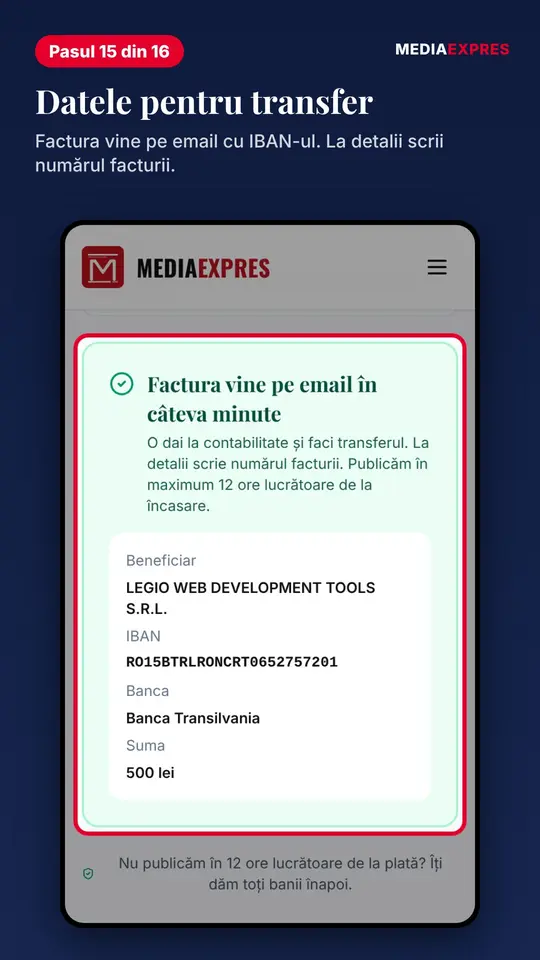 Pasul 15 din 16
MEDIAEXPRES
Datele pentru transfer
Factura vine pe email cu IBAN-ul. La detalii scrii
numărul facturii.
MEDIAEXPRES
Factura vine pe email în
câteva minute
O dai la contabilitate și faci transferul. La
detalii scrie numărul facturii. Publicăm în
maximum 12 ore lucrătoare de la
încasare.
Beneficiar
LEGIO WEB DEVELOPMENT TOOLS
S.R.L.
IBAN
RO15BTRLRONCRT0652757201
Banca
Banca Transilvania
Suma
500 lei
Nu publicăm în 12 ore lucrătoare de la plată? Îți
dăm toți banii înapoi.